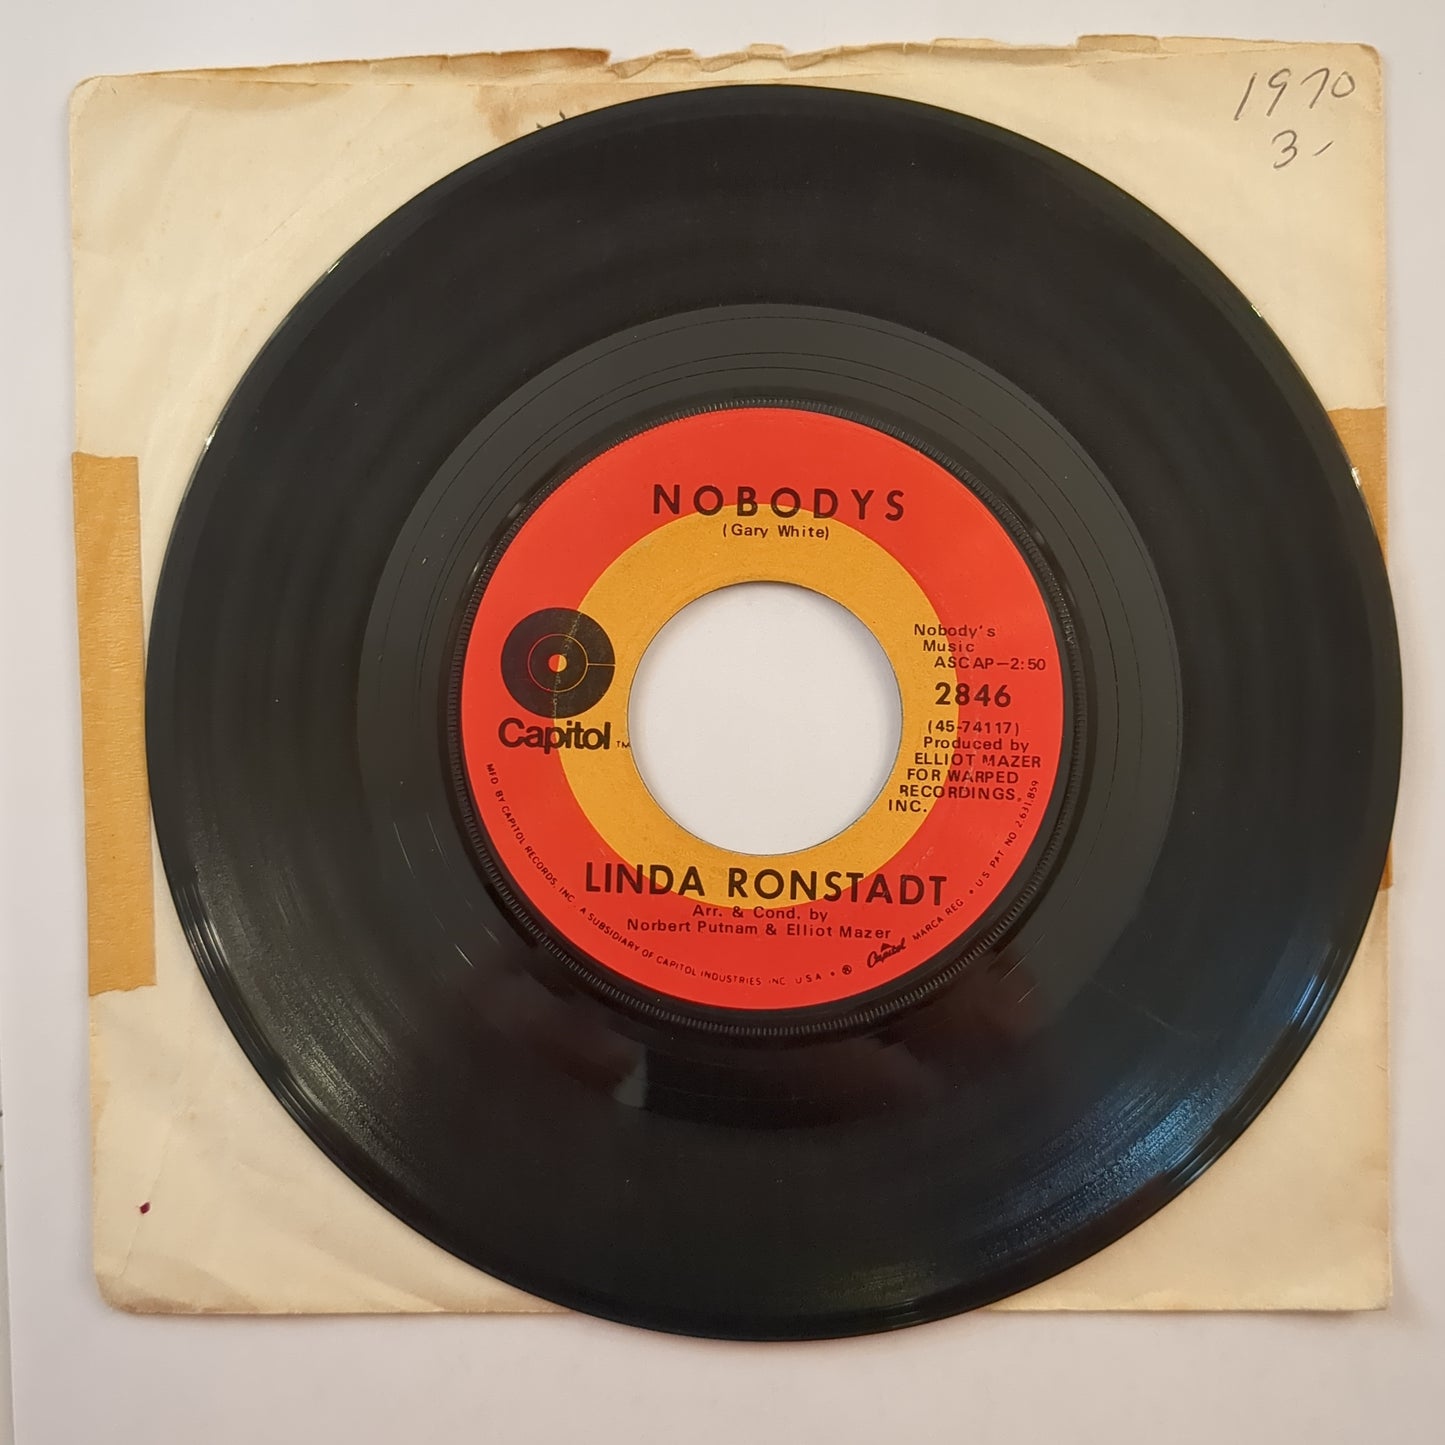 1970
3-
NOBODYS
(Gary White)
Nobody's
Music
ASCAP—2:50
2846
(45-74117)
Produced by
ELLIOT MAZER
FOR WARPED
RECORDINGS,
INC.
Capitol TM
LINDA RONSTADT
Arr. & Cond. by
Norbert Putnam & Elliot Mazer
MFD BY CAPITOL RECORDS, INC. A SUBSIDIARY OF CAPITOL INDUSTRIES INC. U.S.A. • ® Capitol MARCA REG. • U.S. PAT. NO. 2,631,859